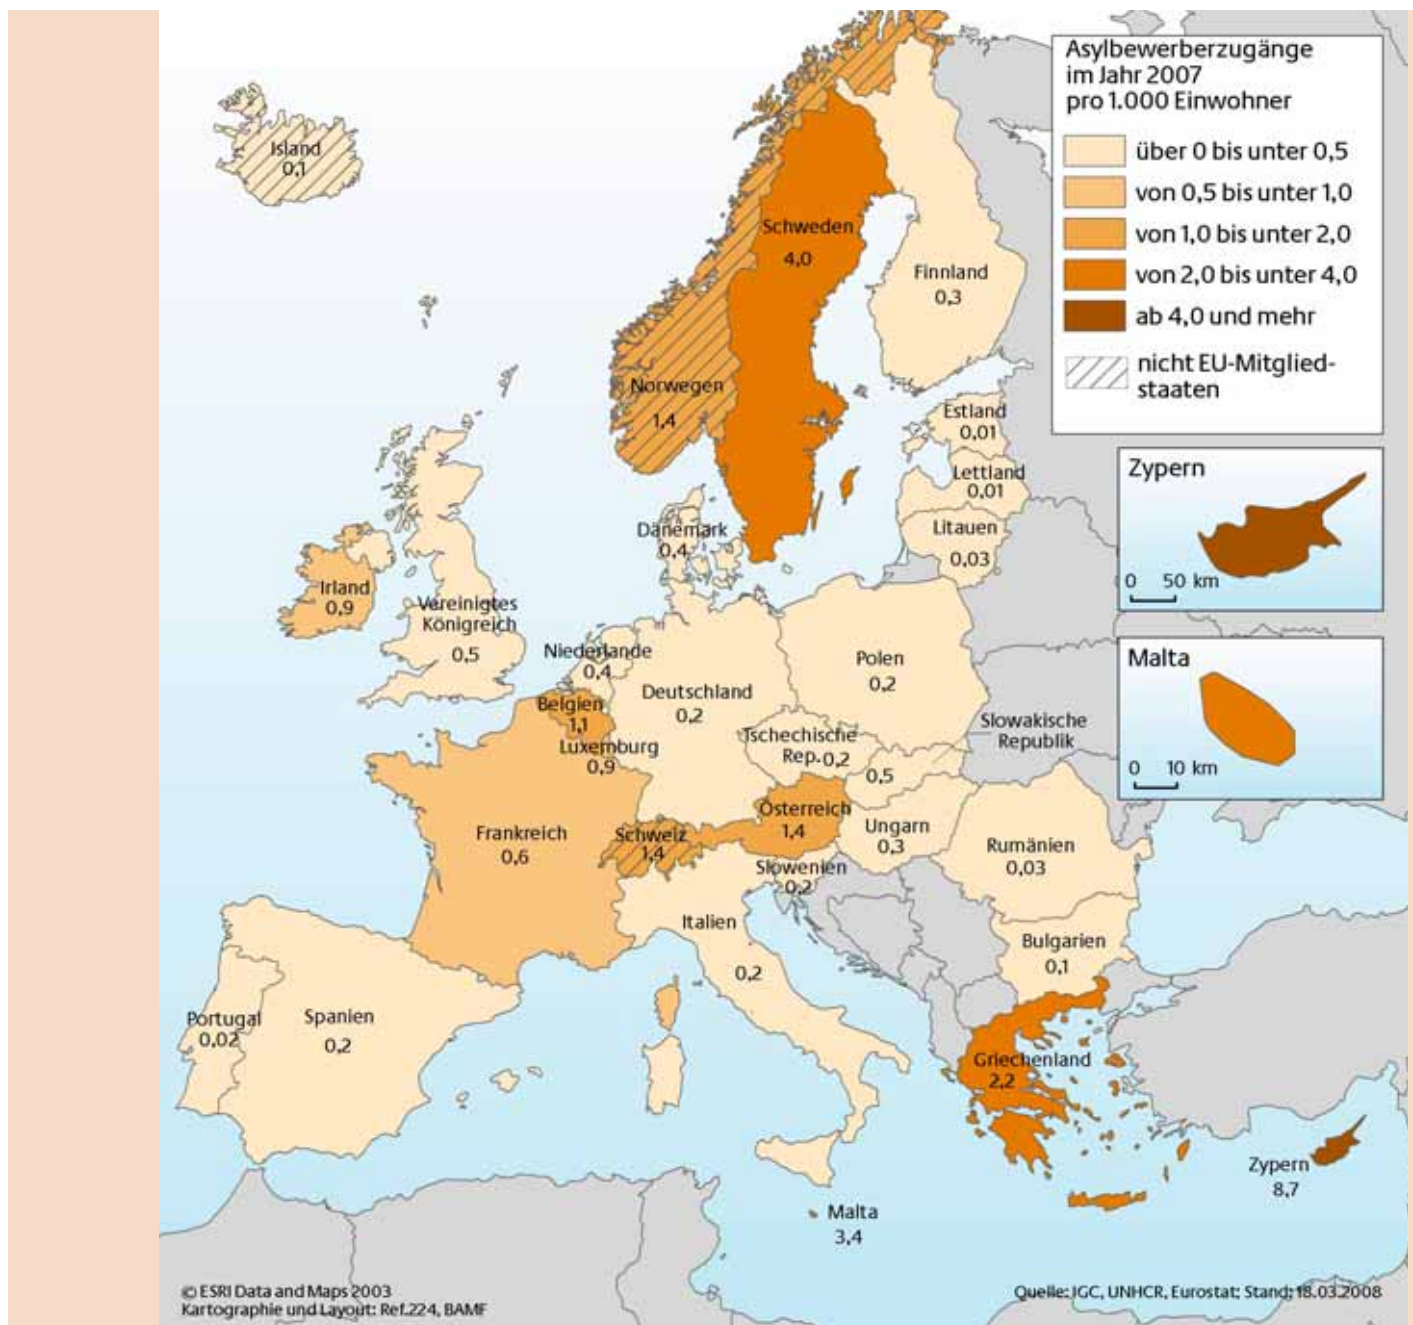 Asylbewerberzugänge
im Jahr 2007
pro 1.000 Einwohner
über 0 bis unter 0,5
von 0,5 bis unter 1,0
von 1,0 bis unter 2,0
von 2,0 bis unter 4,0
ab 4,0 und mehr
nicht EU-Mitglied-
staaten
Island
0,1
Schweden
4,0
Finnland
0,3
Norwegen
1,4
Estland
0,01
Lettland
0,01
Litauen
0,03
Zypern
0 50 km
Dänemark
0,4
Irland
0,9
Vereinigtes
Königreich
0,5
Niederlande
0,4
Polen
0,2
Malta
0 10 km
Deutschland
0,2
Belgien
1,1
Luxemburg
0,9
Tschechische
Rep. 0,2
Slowakische
Republik
0,5
Österreich
1,4
Ungarn
0,3
Frankreich
0,6
Schweiz
1,4
Rumänien
0,03
Slowenien
0,2
Italien
0,2
Bulgarien
0,1
Portugal
0,02
Spanien
0,2
Griechenland
2,2
Zypern
8,7
Malta
3,4
© ESRI Data and Maps 2003
Kartographie und Layout: Ref.224, BAMF
Quelle: IGC, UNHCR, Eurostat; Stand: 18.03.2008